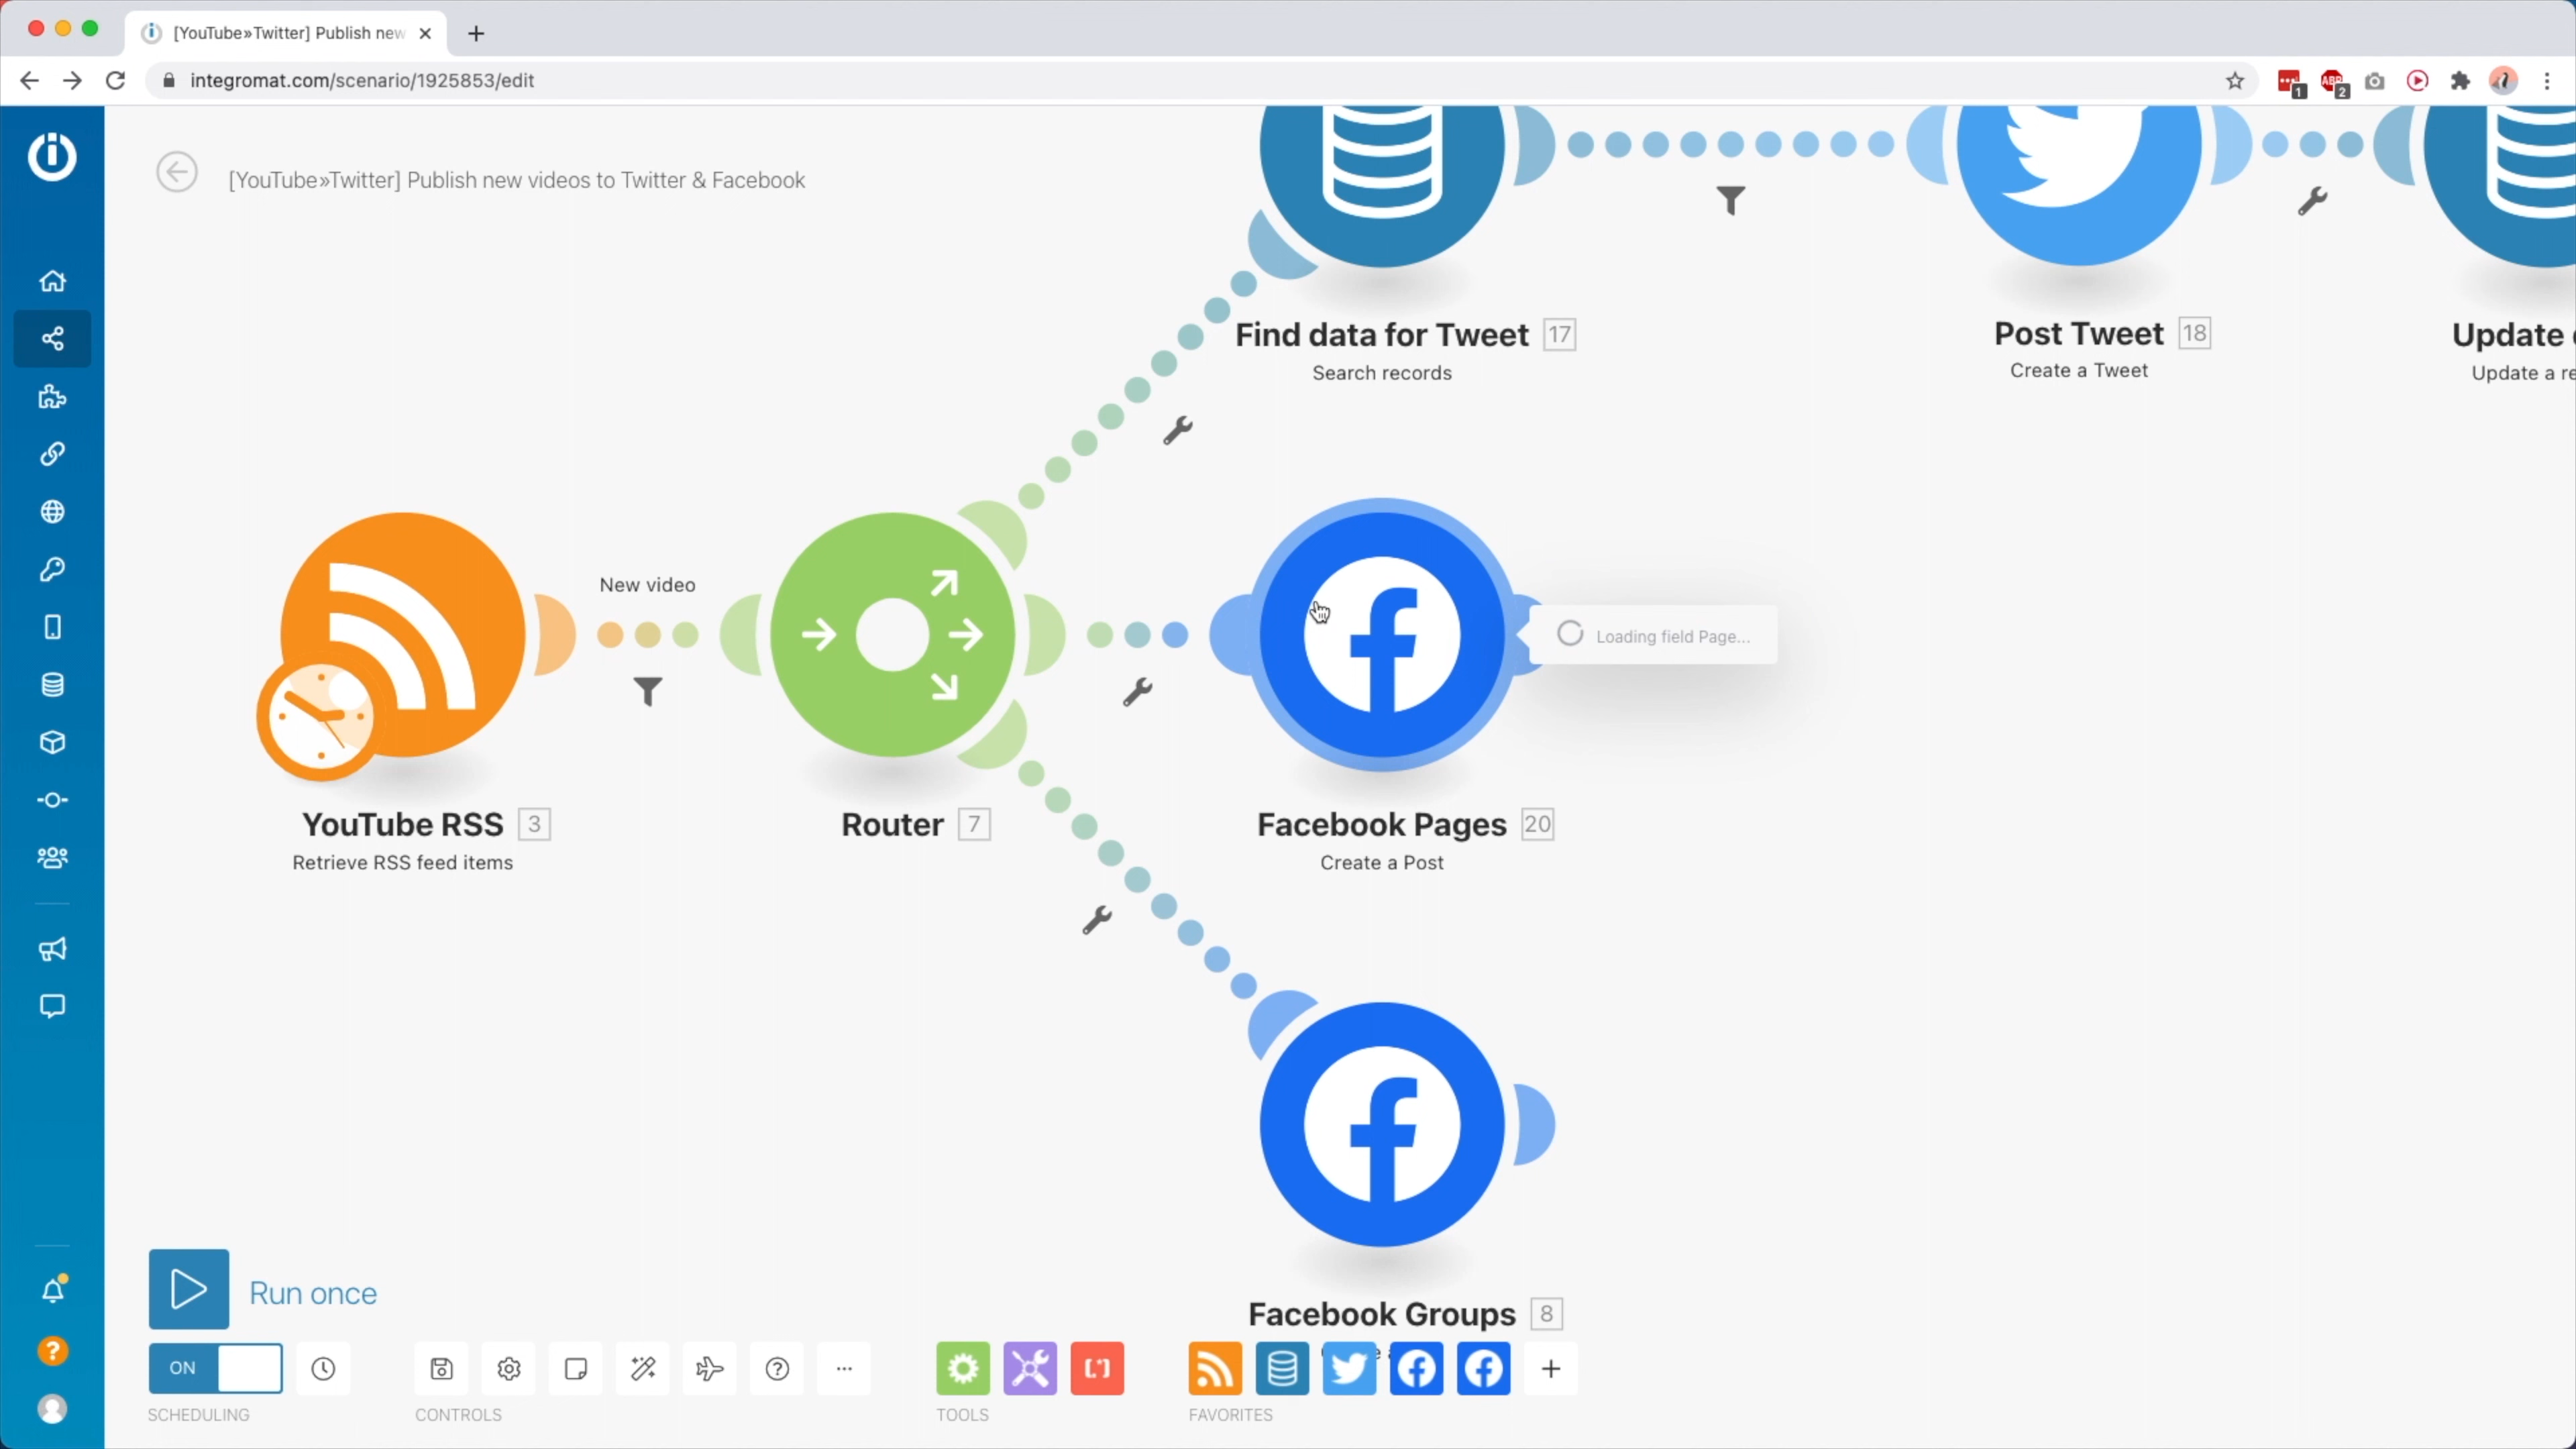 [YouTube»Twitter] Publish new
integromat.com/scenario/1925853/edit
1
ABP
2
[YouTube»Twitter] Publish new videos to Twitter & Facebook
Find data for Tweet 17
Search records
Post Tweet 18
Create a Tweet
Update
Update a re
New video
Loading field Page...
YouTube RSS 3
Retrieve RSS feed items
Router 7
Facebook Pages 20
Create a Post
Run once
Facebook Groups 8
ON
SCHEDULING
CONTROLS
TOOLS
FAVORITES